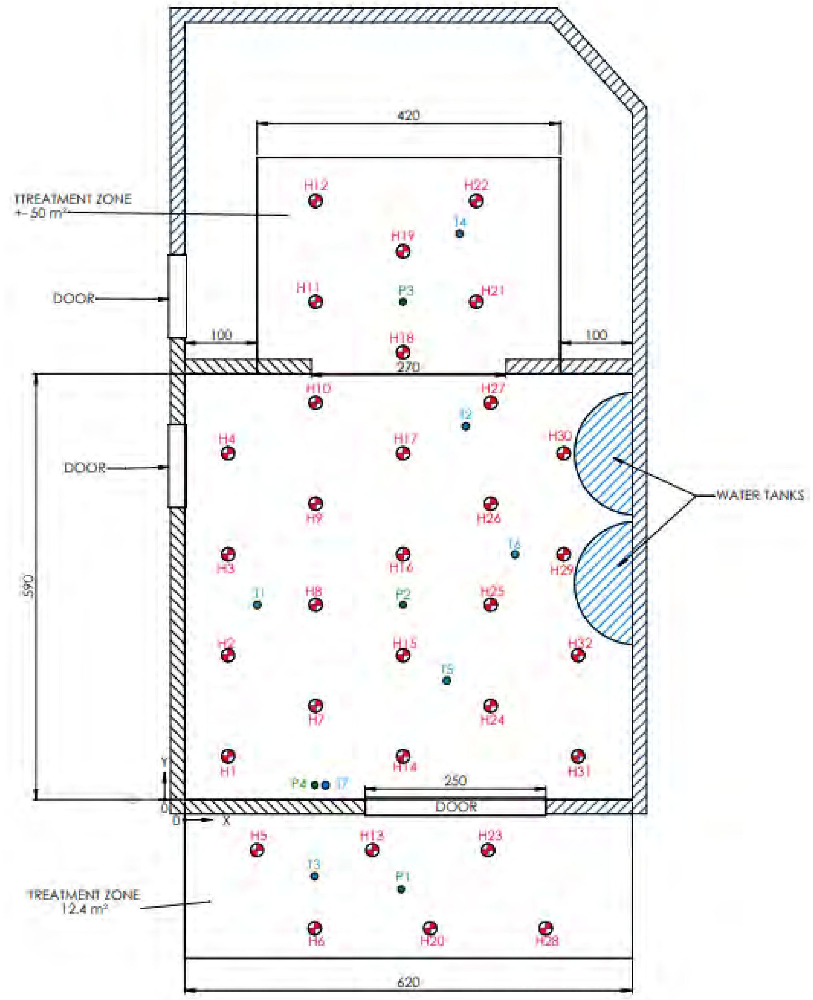 420
H12
H22
TTREATMENT ZONE
+- 50 m²
T4
H19
H11
P3
H21
DOOR
100
H18
100
270
H10
H27
T2
H4
H17
H30
DOOR
WATER TANKS
H9
H26
T6
H3
H16
H29
590
T1
H8
P2
H25
H2
H15
H32
T5
H7
H24
H1
H14
H31
Y
P4
T7
250
0
DOOR
0
X
H5
H13
H23
T3
P1
TREATMENT ZONE
12.4 m²
H6
H20
H28
620